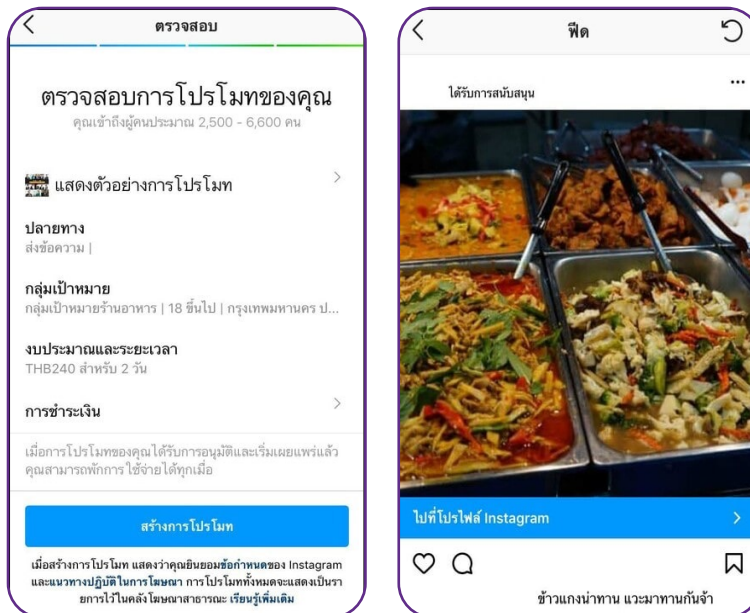 ตรวจสอบ
ตรวจสอบการโปรโมทของคุณ
คุณเข้าถึงผู้คนประมาณ 2,500 - 6,600 คน
แสดงตัวอย่างการโปรโมท
ปลายทาง
ส่งข้อความ |
กลุ่มเป้าหมาย
กลุ่มเป้าหมายร้านอาหาร | 18 ขึ้นไป | กรุงเทพมหานคร ป...
งบประมาณและระยะเวลา
THB240 สำหรับ 2 วัน
การชำระเงิน
เมื่อการโปรโมทของคุณได้รับการอนุมัติและเริ่มเผยแพร่แล้ว
คุณสามารถพักการใช้จ่ายได้ทุกเมื่อ
สร้างการโปรโมท
เมื่อสร้างการโปรโมท แสดงว่าคุณยินยอมข้อกำหนดของ Instagram
และแนวทางปฏิบัติในการโฆษณา การโปรโมททั้งหมดจะแสดงเป็นรา
ยการไว้ในคลังโฆษณาสาธารณะ เรียนรู้เพิ่มเติม
ฟีด
ได้รับการสนับสนุน
ไปที่โปรไฟล์ Instagram
ข้าวแกงน่าทาน แวะมาทานกันจ้า